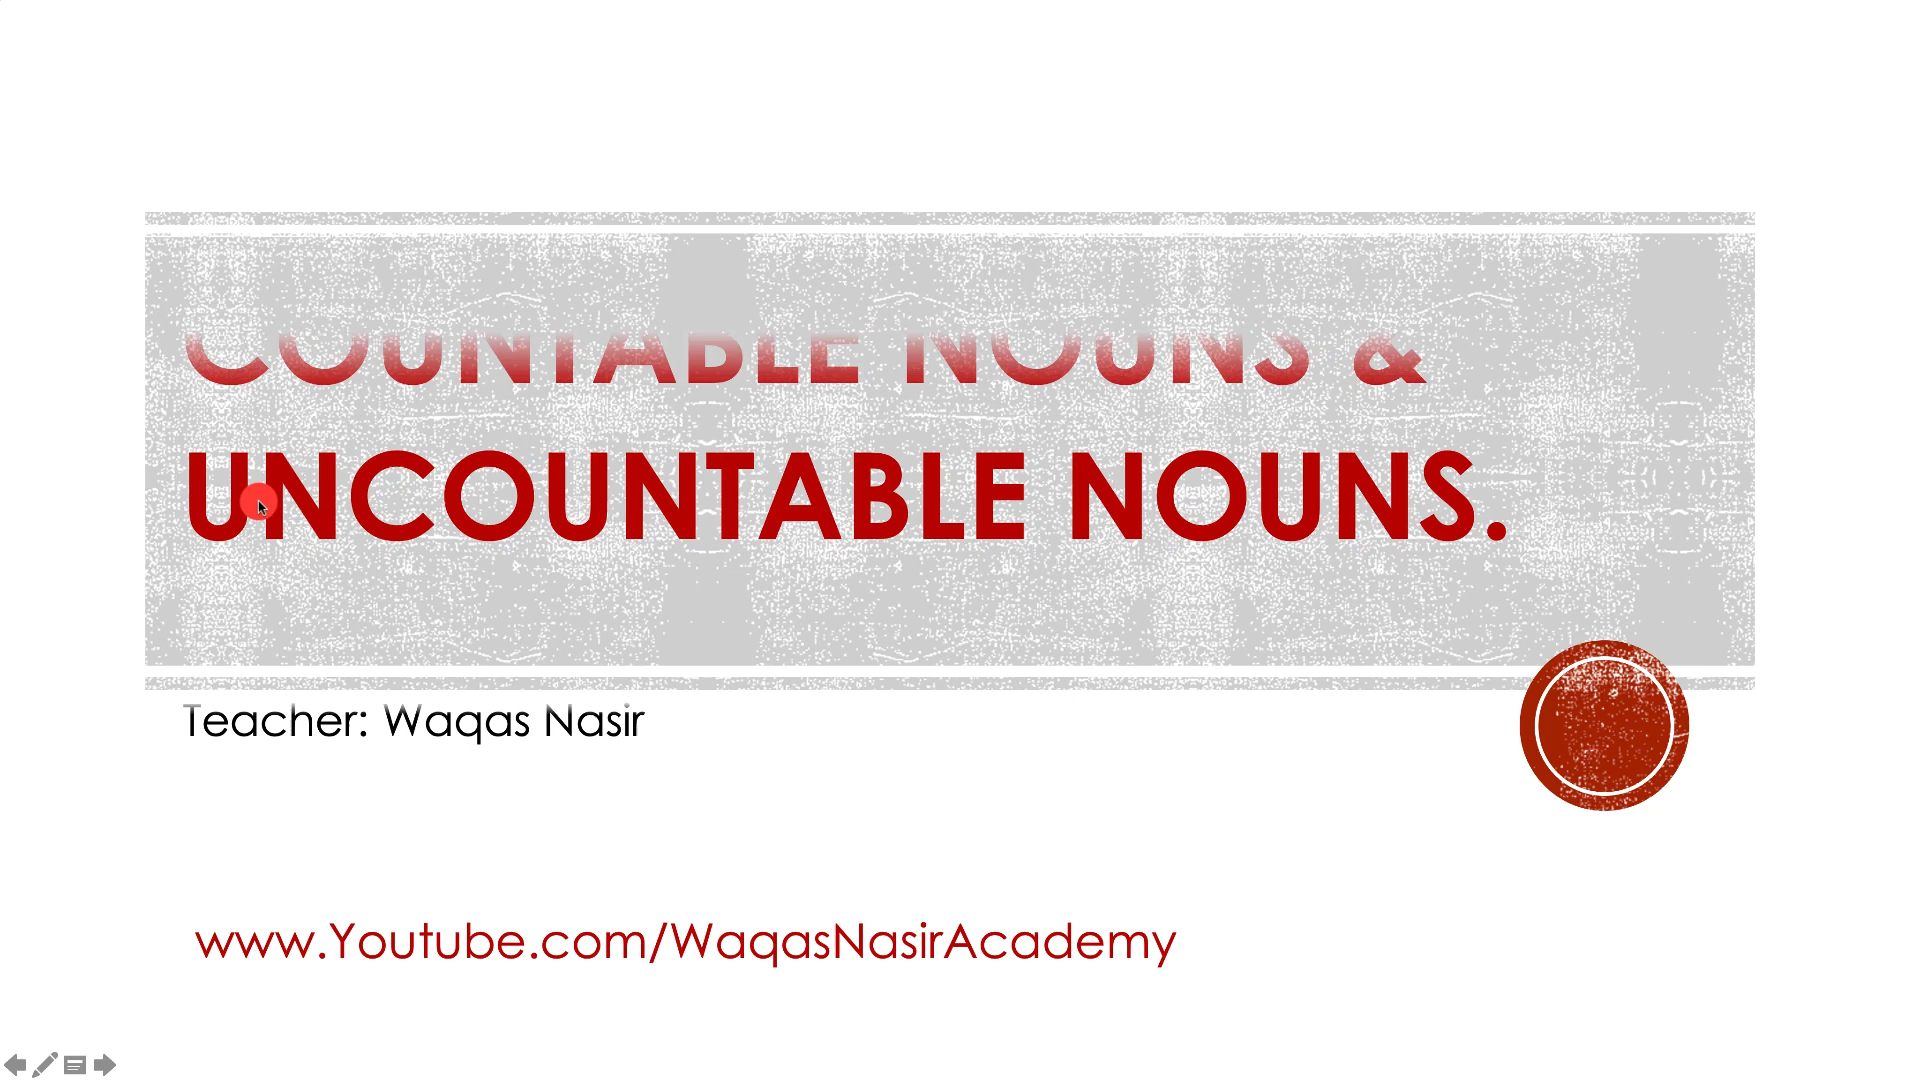 COUNTABLE NOUNS &
UNCOUNTABLE NOUNS.
Teacher: Waqas Nasir
www.Youtube.com/WaqasNasirAcademy